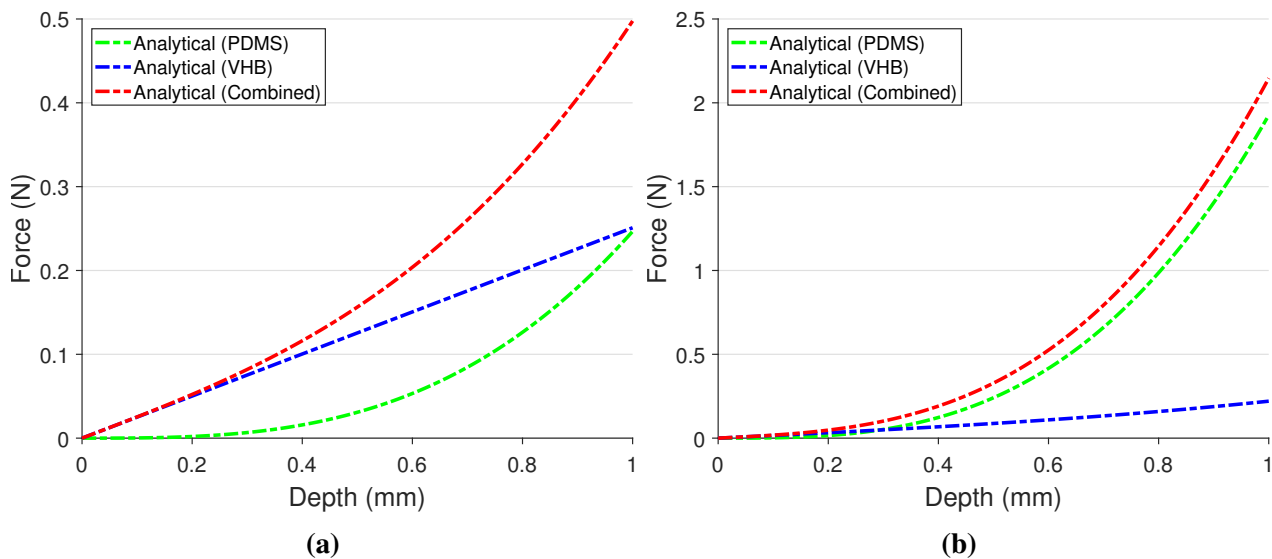 0.5
0.4
0.3
0.2
0.1
0
Force (N)
Analytical (PDMS)
Analytical (VHB)
Analytical (Combined)
0
0.2
0.4
0.6
0.8
1
Depth (mm)
(a)
2.5
2
1.5
1
0.5
0
Force (N)
Analytical (PDMS)
Analytical (VHB)
Analytical (Combined)
0
0.2
0.4
0.6
0.8
1
Depth (mm)
(b)